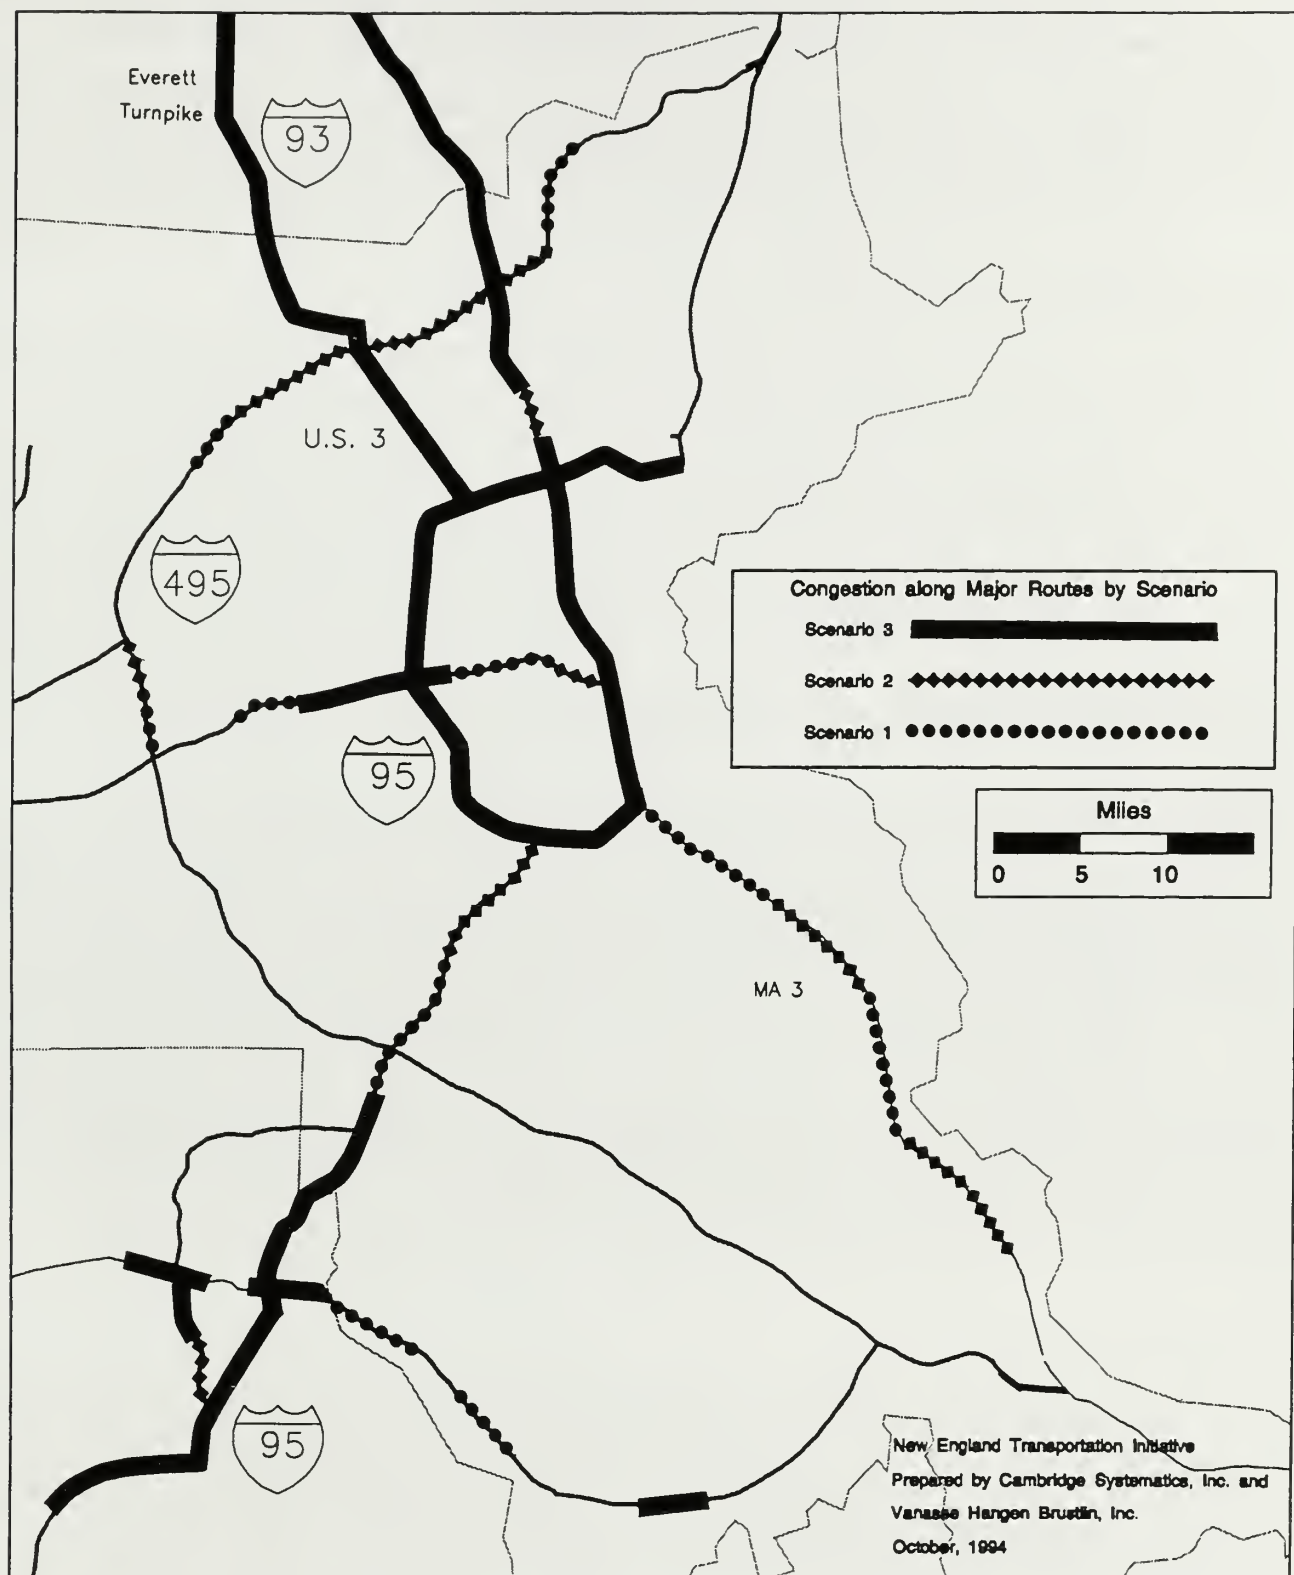 Everett
Turnpike
93
U.S. 3
495
Congestion along Major Routes by Scenario
Scenario 3
Scenario 2
Scenario 1
95
Miles
0 5 10
MA 3
95
New England Transportation Initiative
Prepared by Cambridge Systematics, Inc. and
Vanasse Hangen Brustlin, Inc.
October, 1994